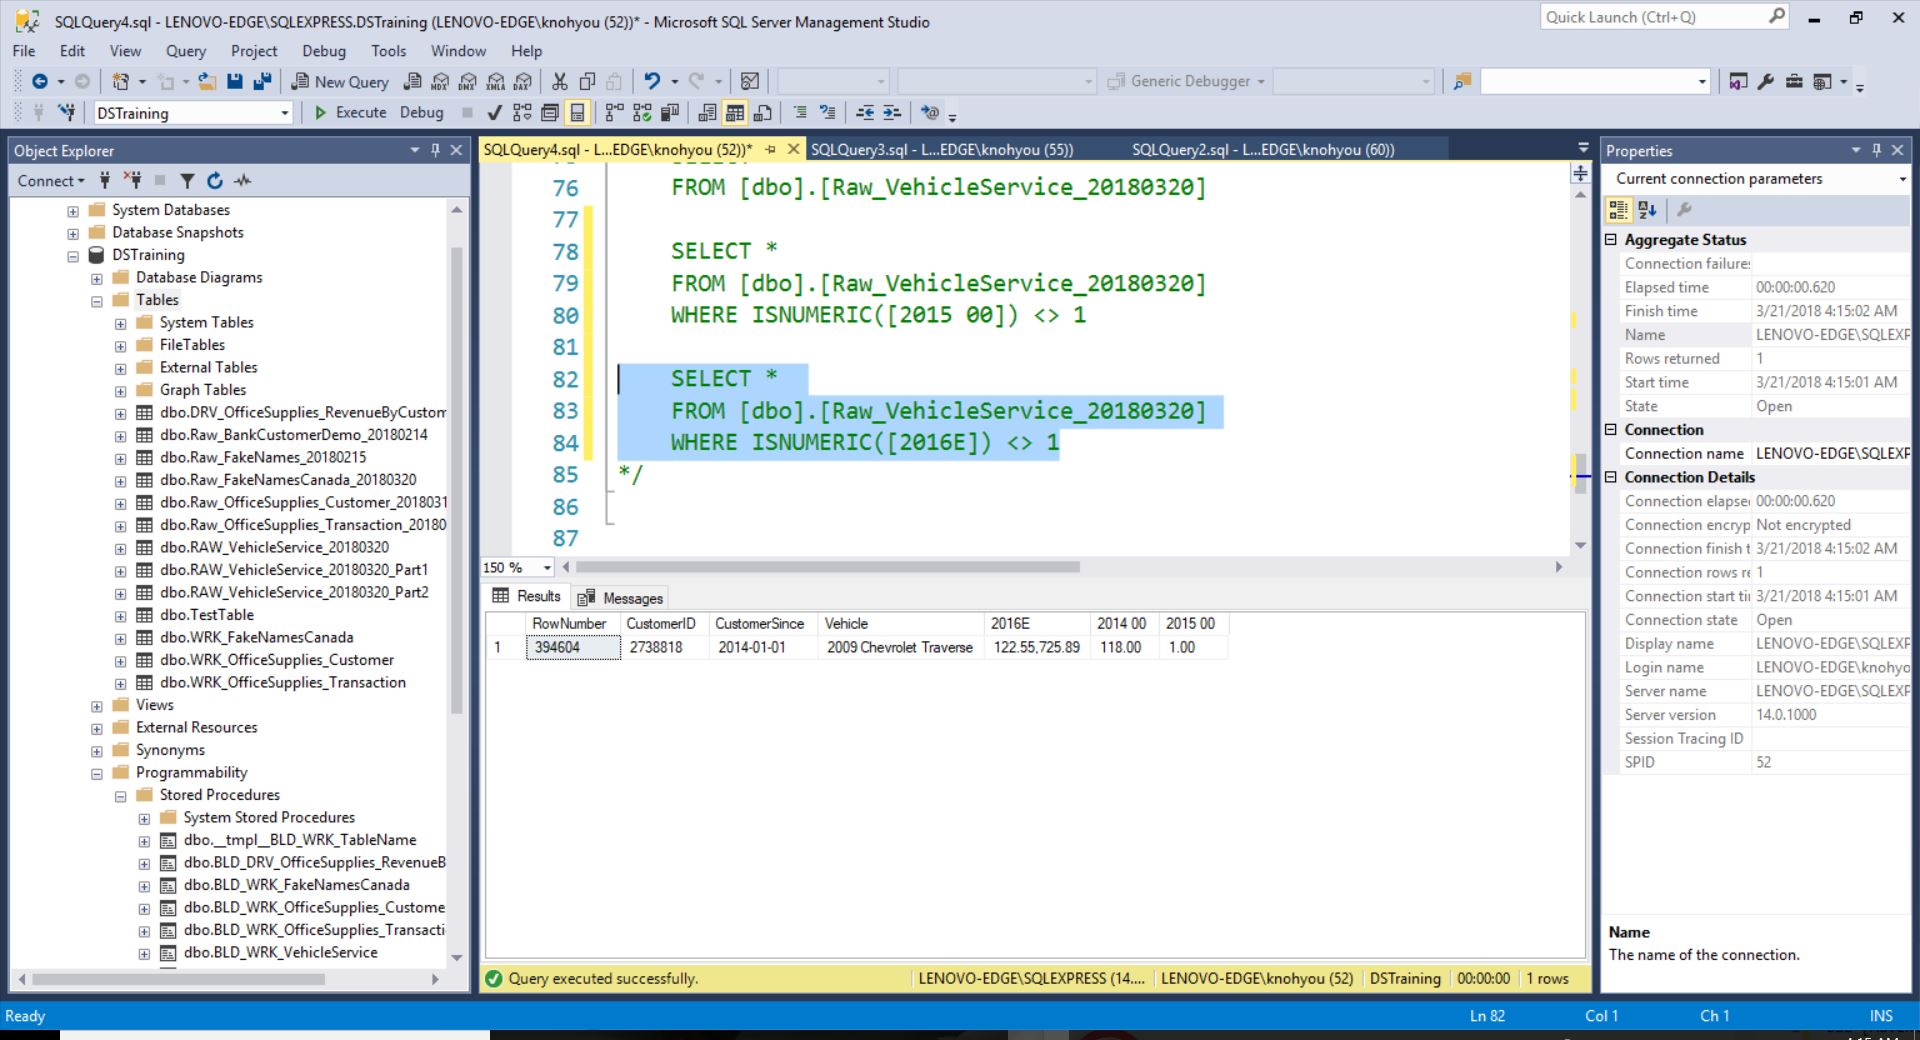 SQLQuery4.sql - LENOVO-EDGE\SQLEXPRESS.DSTraining (LENOVO-EDGE\knohyou (52))* - Microsoft SQL Server Management Studio
Quick Launch (Ctrl+Q)
File Edit View Query Project Debug Tools Window Help
New Query
MDX DMX XMLA DAX
Generic Debugger
DSTraining
Execute Debug
Object Explorer
Connect
System Databases
Database Snapshots
DSTraining
Database Diagrams
Tables
System Tables
FileTables
External Tables
Graph Tables
dbo.DRV_OfficeSupplies_RevenueByCustom
dbo.Raw_BankCustomerDemo_20180214
dbo.Raw_FakeNames_20180215
dbo.Raw_FakeNamesCanada_20180320
dbo.Raw_OfficeSupplies_Customer_2018031
dbo.Raw_OfficeSupplies_Transaction_20180
dbo.RAW_VehicleService_20180320
dbo.RAW_VehicleService_20180320_Part1
dbo.RAW_VehicleService_20180320_Part2
dbo.TestTable
dbo.WRK_FakeNamesCanada
dbo.WRK_OfficeSupplies_Customer
dbo.WRK_OfficeSupplies_Transaction
Views
External Resources
Synonyms
Programmability
Stored Procedures
System Stored Procedures
dbo.__tmpl__BLD_WRK_TableName
dbo.BLD_DRV_OfficeSupplies_RevenueB
dbo.BLD_WRK_FakeNamesCanada
dbo.BLD_WRK_OfficeSupplies_Custome
dbo.BLD_WRK_OfficeSupplies_Transacti
dbo.BLD_WRK_VehicleService
SQLQuery4.sql - L...EDGE\knohyou (52))* SQLQuery3.sql - L...EDGE\knohyou (55)) SQLQuery2.sql - L...EDGE\knohyou (60))
76 FROM [dbo].[Raw_VehicleService_20180320]
77
78 SELECT *
79 FROM [dbo].[Raw_VehicleService_20180320]
80 WHERE ISNUMERIC([2015 00]) <> 1
81
82 SELECT *
83 FROM [dbo].[Raw_VehicleService_20180320]
84 WHERE ISNUMERIC([2016E]) <> 1
85 */
86
87
150 %
Results Messages
RowNumber CustomerID CustomerSince Vehicle 2016E 2014 00 2015 00
1 394604 2738818 2014-01-01 2009 Chevrolet Traverse 122.55,725.89 118.00 1.00
Query executed successfully. LENOVO-EDGE\SQLEXPRESS (14.... LENOVO-EDGE\knohyou (52) DSTraining 00:00:00 1 rows
Properties
Current connection parameters
Aggregate Status
Connection failures
Elapsed time 00:00:00.620
Finish time 3/21/2018 4:15:02 AM
Name LENOVO-EDGE\SQLEXP
Rows returned 1
Start time 3/21/2018 4:15:01 AM
State Open
Connection
Connection name LENOVO-EDGE\SQLEXP
Connection Details
Connection elapse 00:00:00.620
Connection encryp Not encrypted
Connection finish t 3/21/2018 4:15:02 AM
Connection rows re 1
Connection start ti 3/21/2018 4:15:01 AM
Connection state Open
Display name LENOVO-EDGE\SQLEXP
Login name LENOVO-EDGE\knohyo
Server name LENOVO-EDGE\SQLEXP
Server version 14.0.1000
Session Tracing ID
SPID 52
Name
The name of the connection.
Ready Ln 82 Col 1 Ch 1 INS